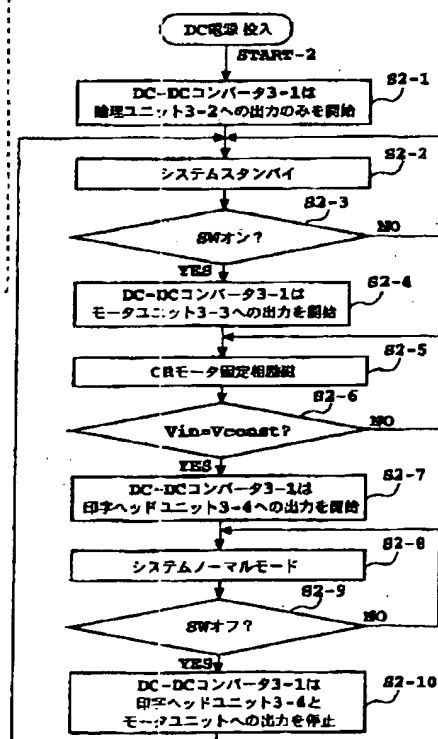 DC電源 投入
START-2
DC-DCコンバータ3-1は
論理ユニット3-2への出力のみを開始
S2-1
システムスタンバイ
S2-2
SWオン?
S2-3
NO
YES
DC-DCコンバータ3-1は
モータユニット3-3への出力を開始
S2-4
CRモータ固定相励磁
S2-5
Vin=Vconst?
S2-6
NO
YES
DC-DCコンバータ3-1は
印字ヘッドユニット3-4への出力を開始
S2-7
システムノーマルモード
S2-8
SWオフ?
S2-9
NO
YES
DC-DCコンバータ3-1は
印字ヘッドユニット3-4と
モータユニットへの出力を停止
S2-10